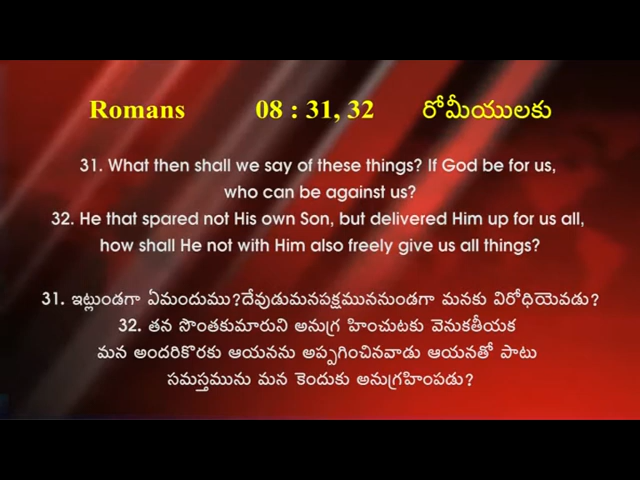 Romans 08 : 31, 32 రోమీయులకు
31. What then shall we say of these things? If God be for us,
who can be against us?
32. He that spared not His own Son, but delivered Him up for us all,
how shall He not with Him also freely give us all things?
31. ఇట్లుండగా ఏమందుము?దేవుడుమనపక్షముననుండగా మనకు విరోధియెవడు?
32. తన సొంతకుమారుని అనుగ్ర హించుటకు వెనుకతీయక
మన అందరికొరకు ఆయనను అప్పగించినవాడు ఆయనతో పాటు
సమస్తమును మన కెందుకు అనుగ్రహింపడు?